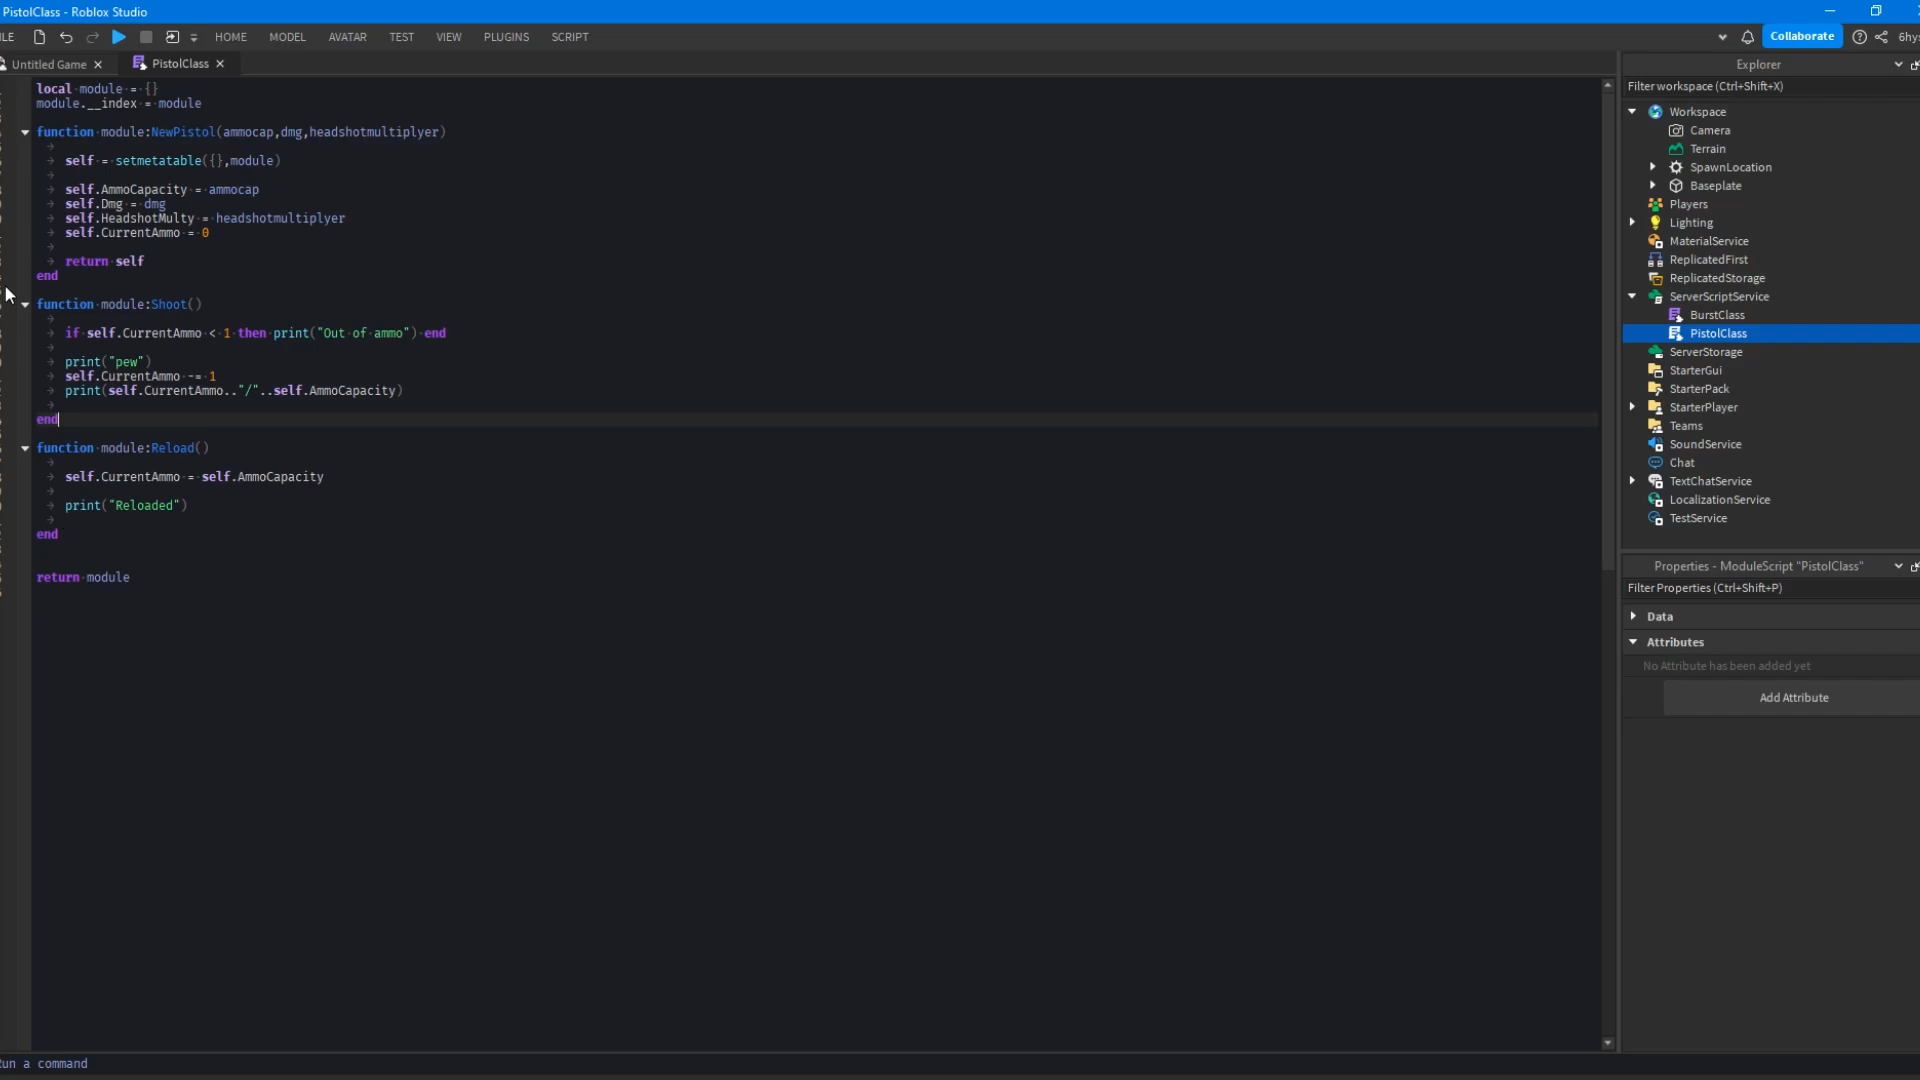 PistolClass - Roblox Studio
HOME MODEL AVATAR TEST VIEW PLUGINS SCRIPT
Collaborate
Untitled Game
PistolClass
local module = {}
module.__index = module
function module:NewPistol(ammocap,dmg,headshotmultiplyer)
self = setmetatable({},module)
self.AmmoCapacity = ammocap
self.Dmg = dmg
self.HeadshotMulty = headshotmultiplyer
self.CurrentAmmo = 0
return self
end
function module:Shoot()
if self.CurrentAmmo < 1 then print("Out of ammo") end
print("pew")
self.CurrentAmmo -= 1
print(self.CurrentAmmo.."/"..self.AmmoCapacity)
end
function module:Reload()
self.CurrentAmmo = self.AmmoCapacity
print("Reloaded")
end
return module
Explorer
Filter workspace (Ctrl+Shift+X)
Workspace
Camera
Terrain
SpawnLocation
Baseplate
Players
Lighting
MaterialService
ReplicatedFirst
ReplicatedStorage
ServerScriptService
BurstClass
PistolClass
ServerStorage
StarterGui
StarterPack
StarterPlayer
Teams
SoundService
Chat
TextChatService
LocalizationService
TestService
Properties - ModuleScript "PistolClass"
Filter Properties (Ctrl+Shift+P)
Data
Attributes
No Attribute has been added yet
Add Attribute
Run a command